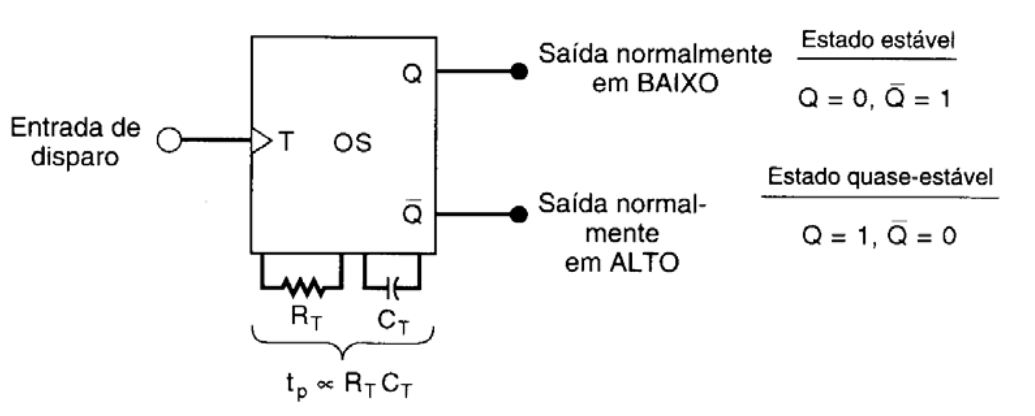 Entrada de
disparo
T
OS
Q
Q̅
R_T
C_T
t_p ∝ R_T C_T
Saída normalmente
em BAIXO
Saída normal-
mente
em ALTO
Estado estável
Q = 0, Q̅ = 1
Estado quase-estável
Q = 1, Q̅ = 0